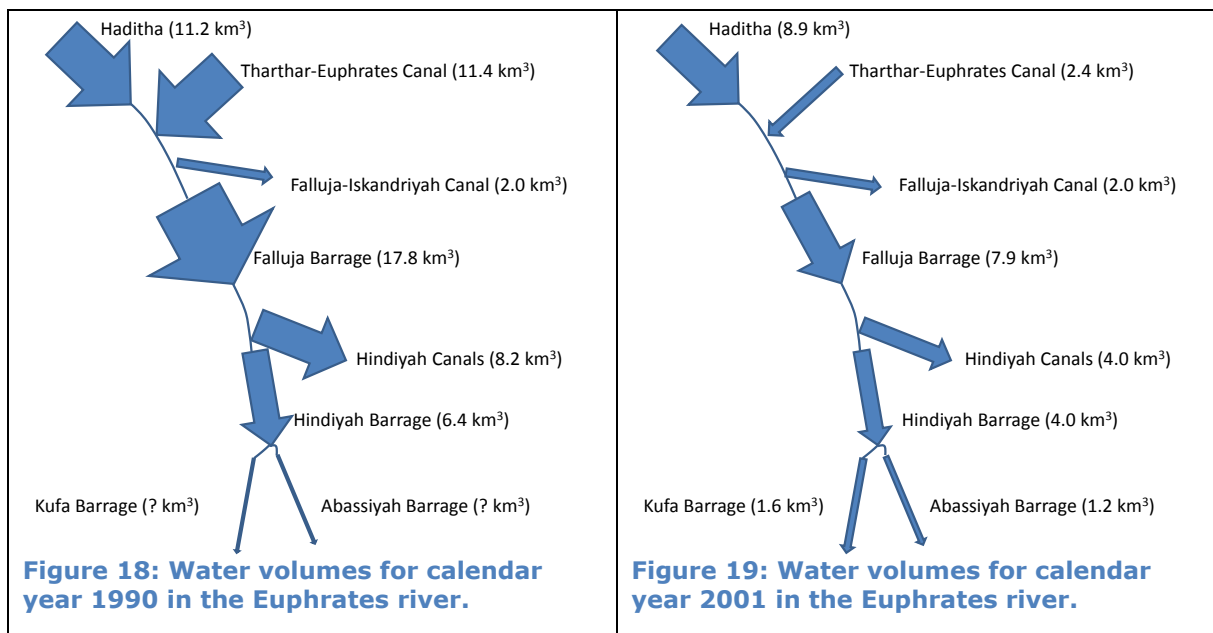 Haditha (11.2 km³)
Tharthar-Euphrates Canal (11.4 km³)
Falluja-Iskandriyah Canal (2.0 km³)
Falluja Barrage (17.8 km³)
Hindiyah Canals (8.2 km³)
Hindiyah Barrage (6.4 km³)
Kufa Barrage (? km³)
Abassiyah Barrage (? km³)
Figure 18: Water volumes for calendar
year 1990 in the Euphrates river.
Haditha (8.9 km³)
Tharthar-Euphrates Canal (2.4 km³)
Falluja-Iskandriyah Canal (2.0 km³)
Falluja Barrage (7.9 km³)
Hindiyah Canals (4.0 km³)
Hindiyah Barrage (4.0 km³)
Kufa Barrage (1.6 km³)
Abassiyah Barrage (1.2 km³)
Figure 19: Water volumes for calendar
year 2001 in the Euphrates river.